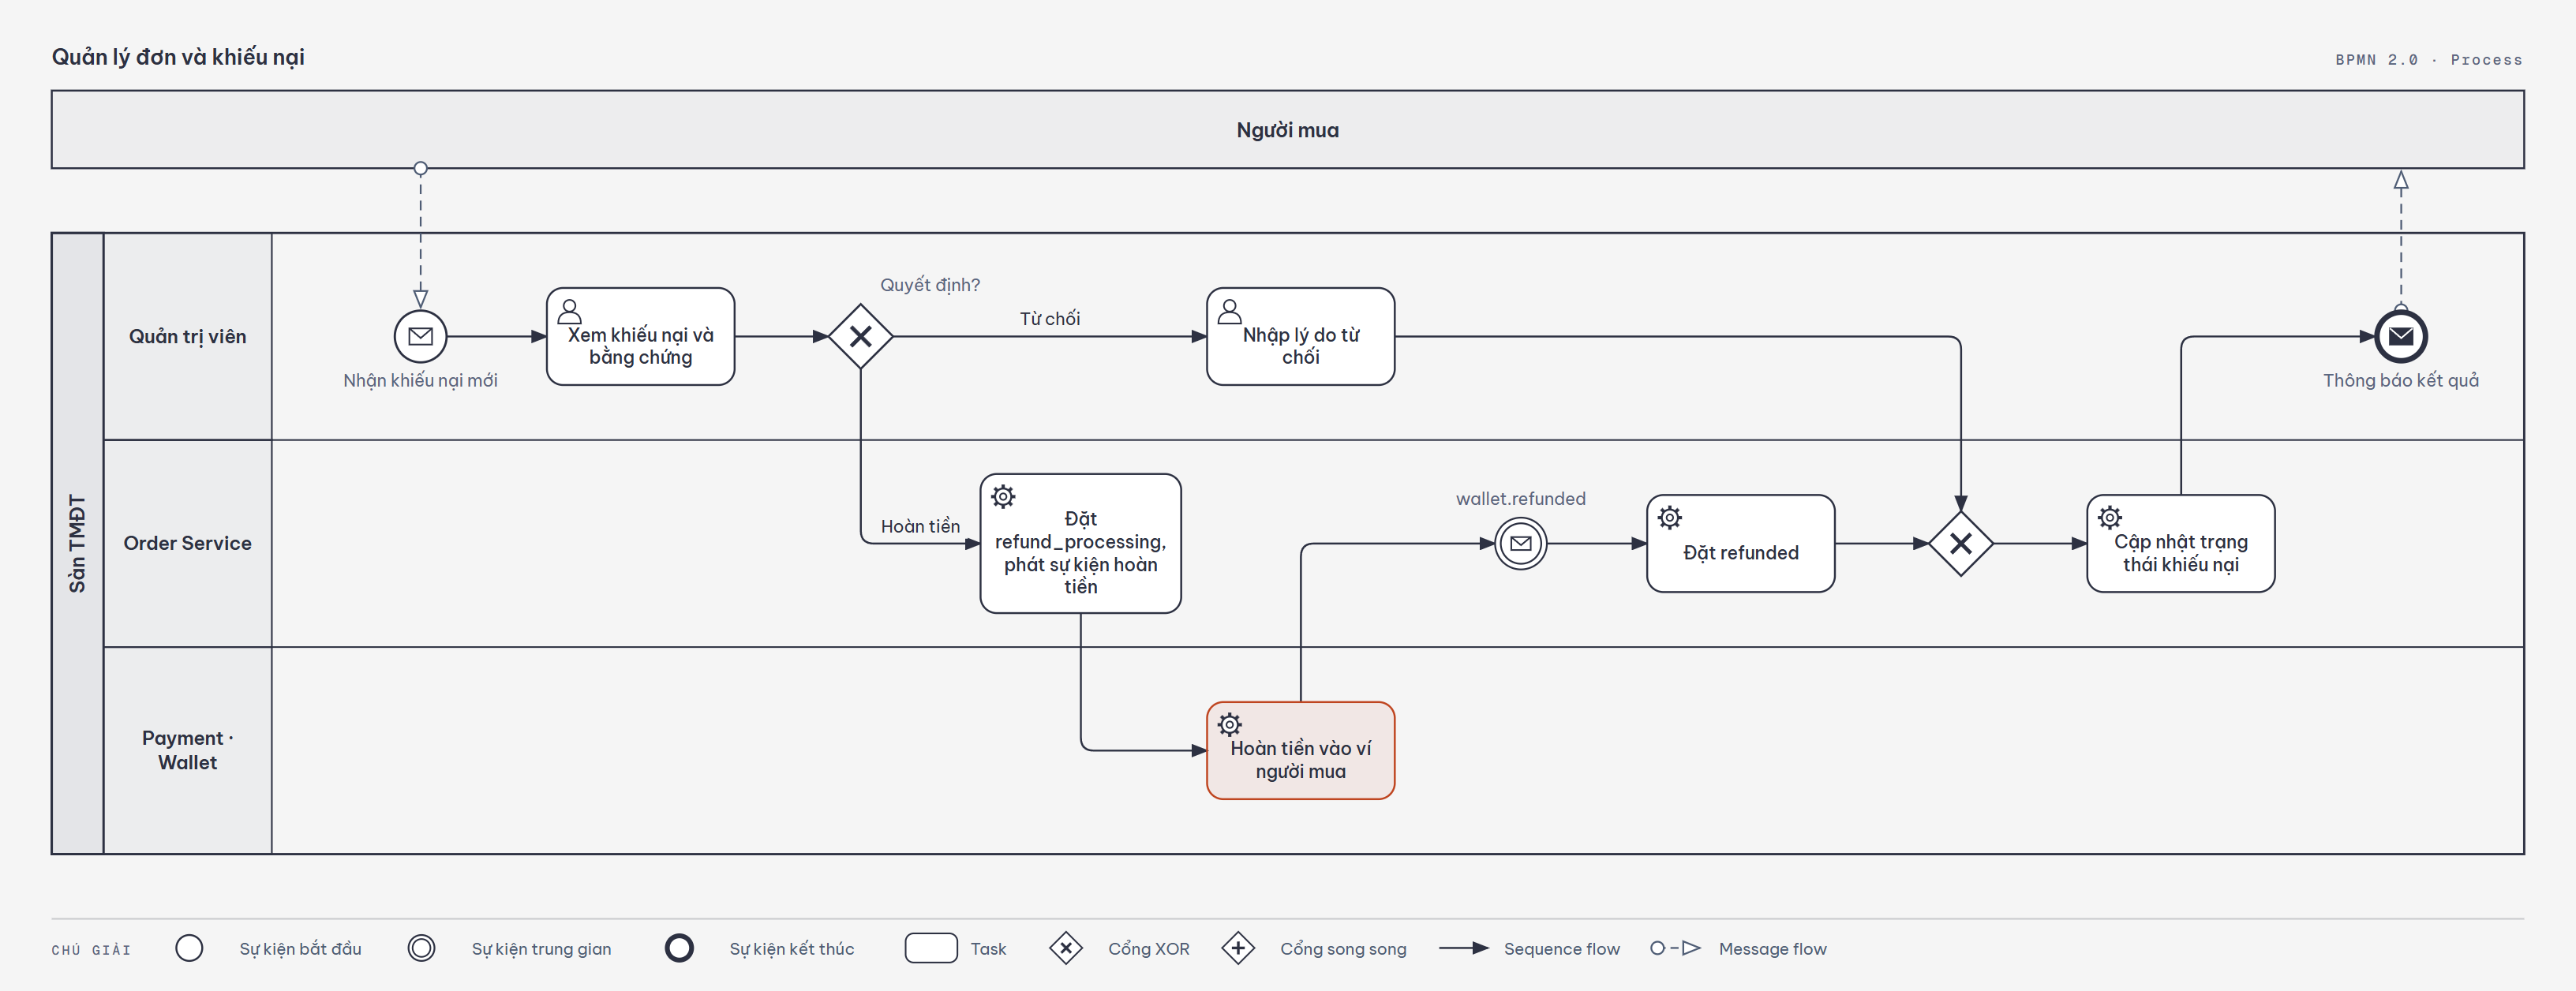 Quản lý đơn và khiếu nại
BPMN 2.0 · Process
Người mua
Sàn TMĐT
Quản trị viên
Nhận khiếu nại mới
Xem khiếu nại và
bằng chứng
Quyết định?
Từ chối
Nhập lý do từ
chối
Thông báo kết quả
Order Service
Hoàn tiền
Đặt
refund_processing,
phát sự kiện hoàn
tiền
wallet.refunded
Đặt refunded
Cập nhật trạng
thái khiếu nại
Payment ·
Wallet
Hoàn tiền vào ví
người mua
CHÚ GIẢI
Sự kiện bắt đầu
Sự kiện trung gian
Sự kiện kết thúc
Task
Cổng XOR
Cổng song song
Sequence flow
Message flow